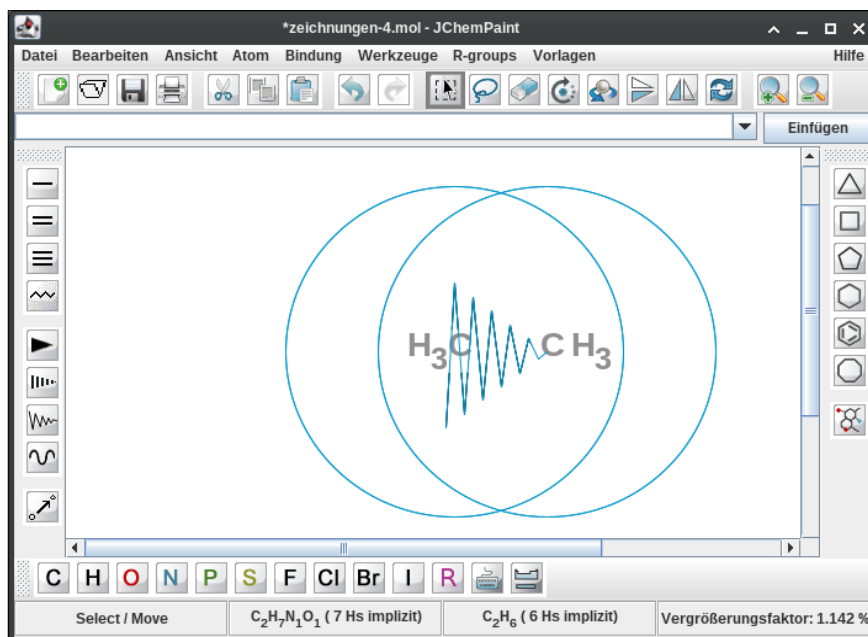 *zeichnungen-4.mol - JChemPaint
Datei Bearbeiten Ansicht Atom Bindung Werkzeuge R-groups Vorlagen Hilfe
Einfügen
H₃C CH₃
C H O N P S F Cl Br I R
Select / Move C₂H₇N₁O₁ ( 7 Hs implizit) C₂H₆ ( 6 Hs implizit) Vergrößerungsfaktor: 1.142 %